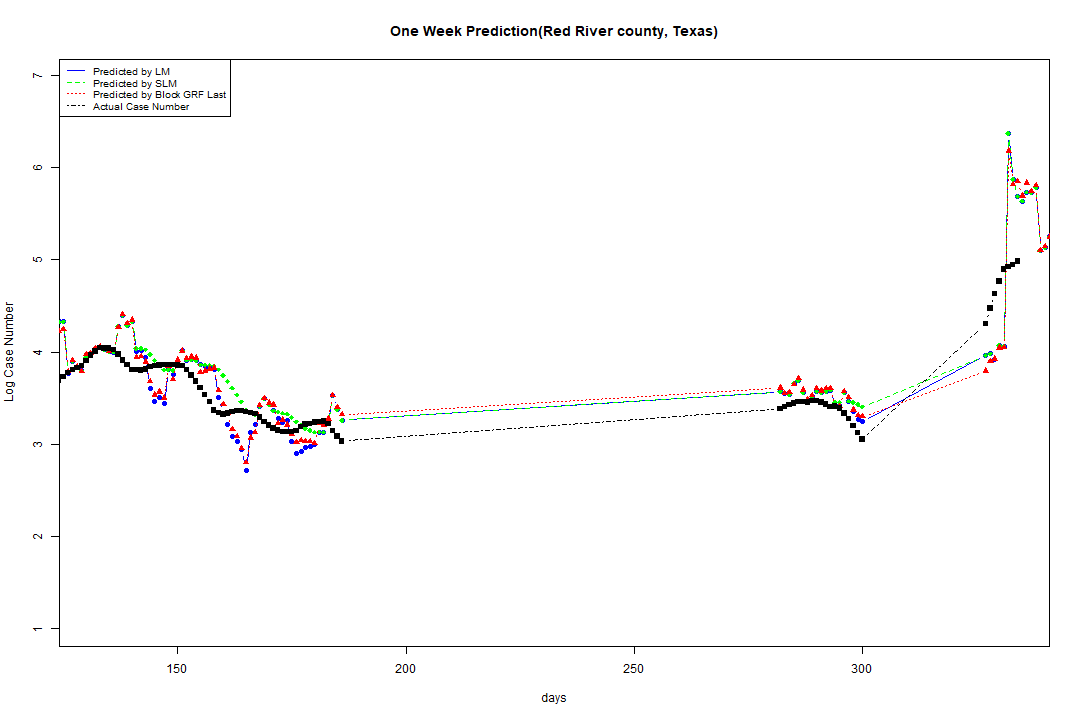 One Week Prediction(Red River county, Texas)
Predicted by LM
Predicted by SLM
Predicted by Block GRF Last
Actual Case Number
7
6
5
4
3
2
1
Log Case Number
150 200 250 300
days